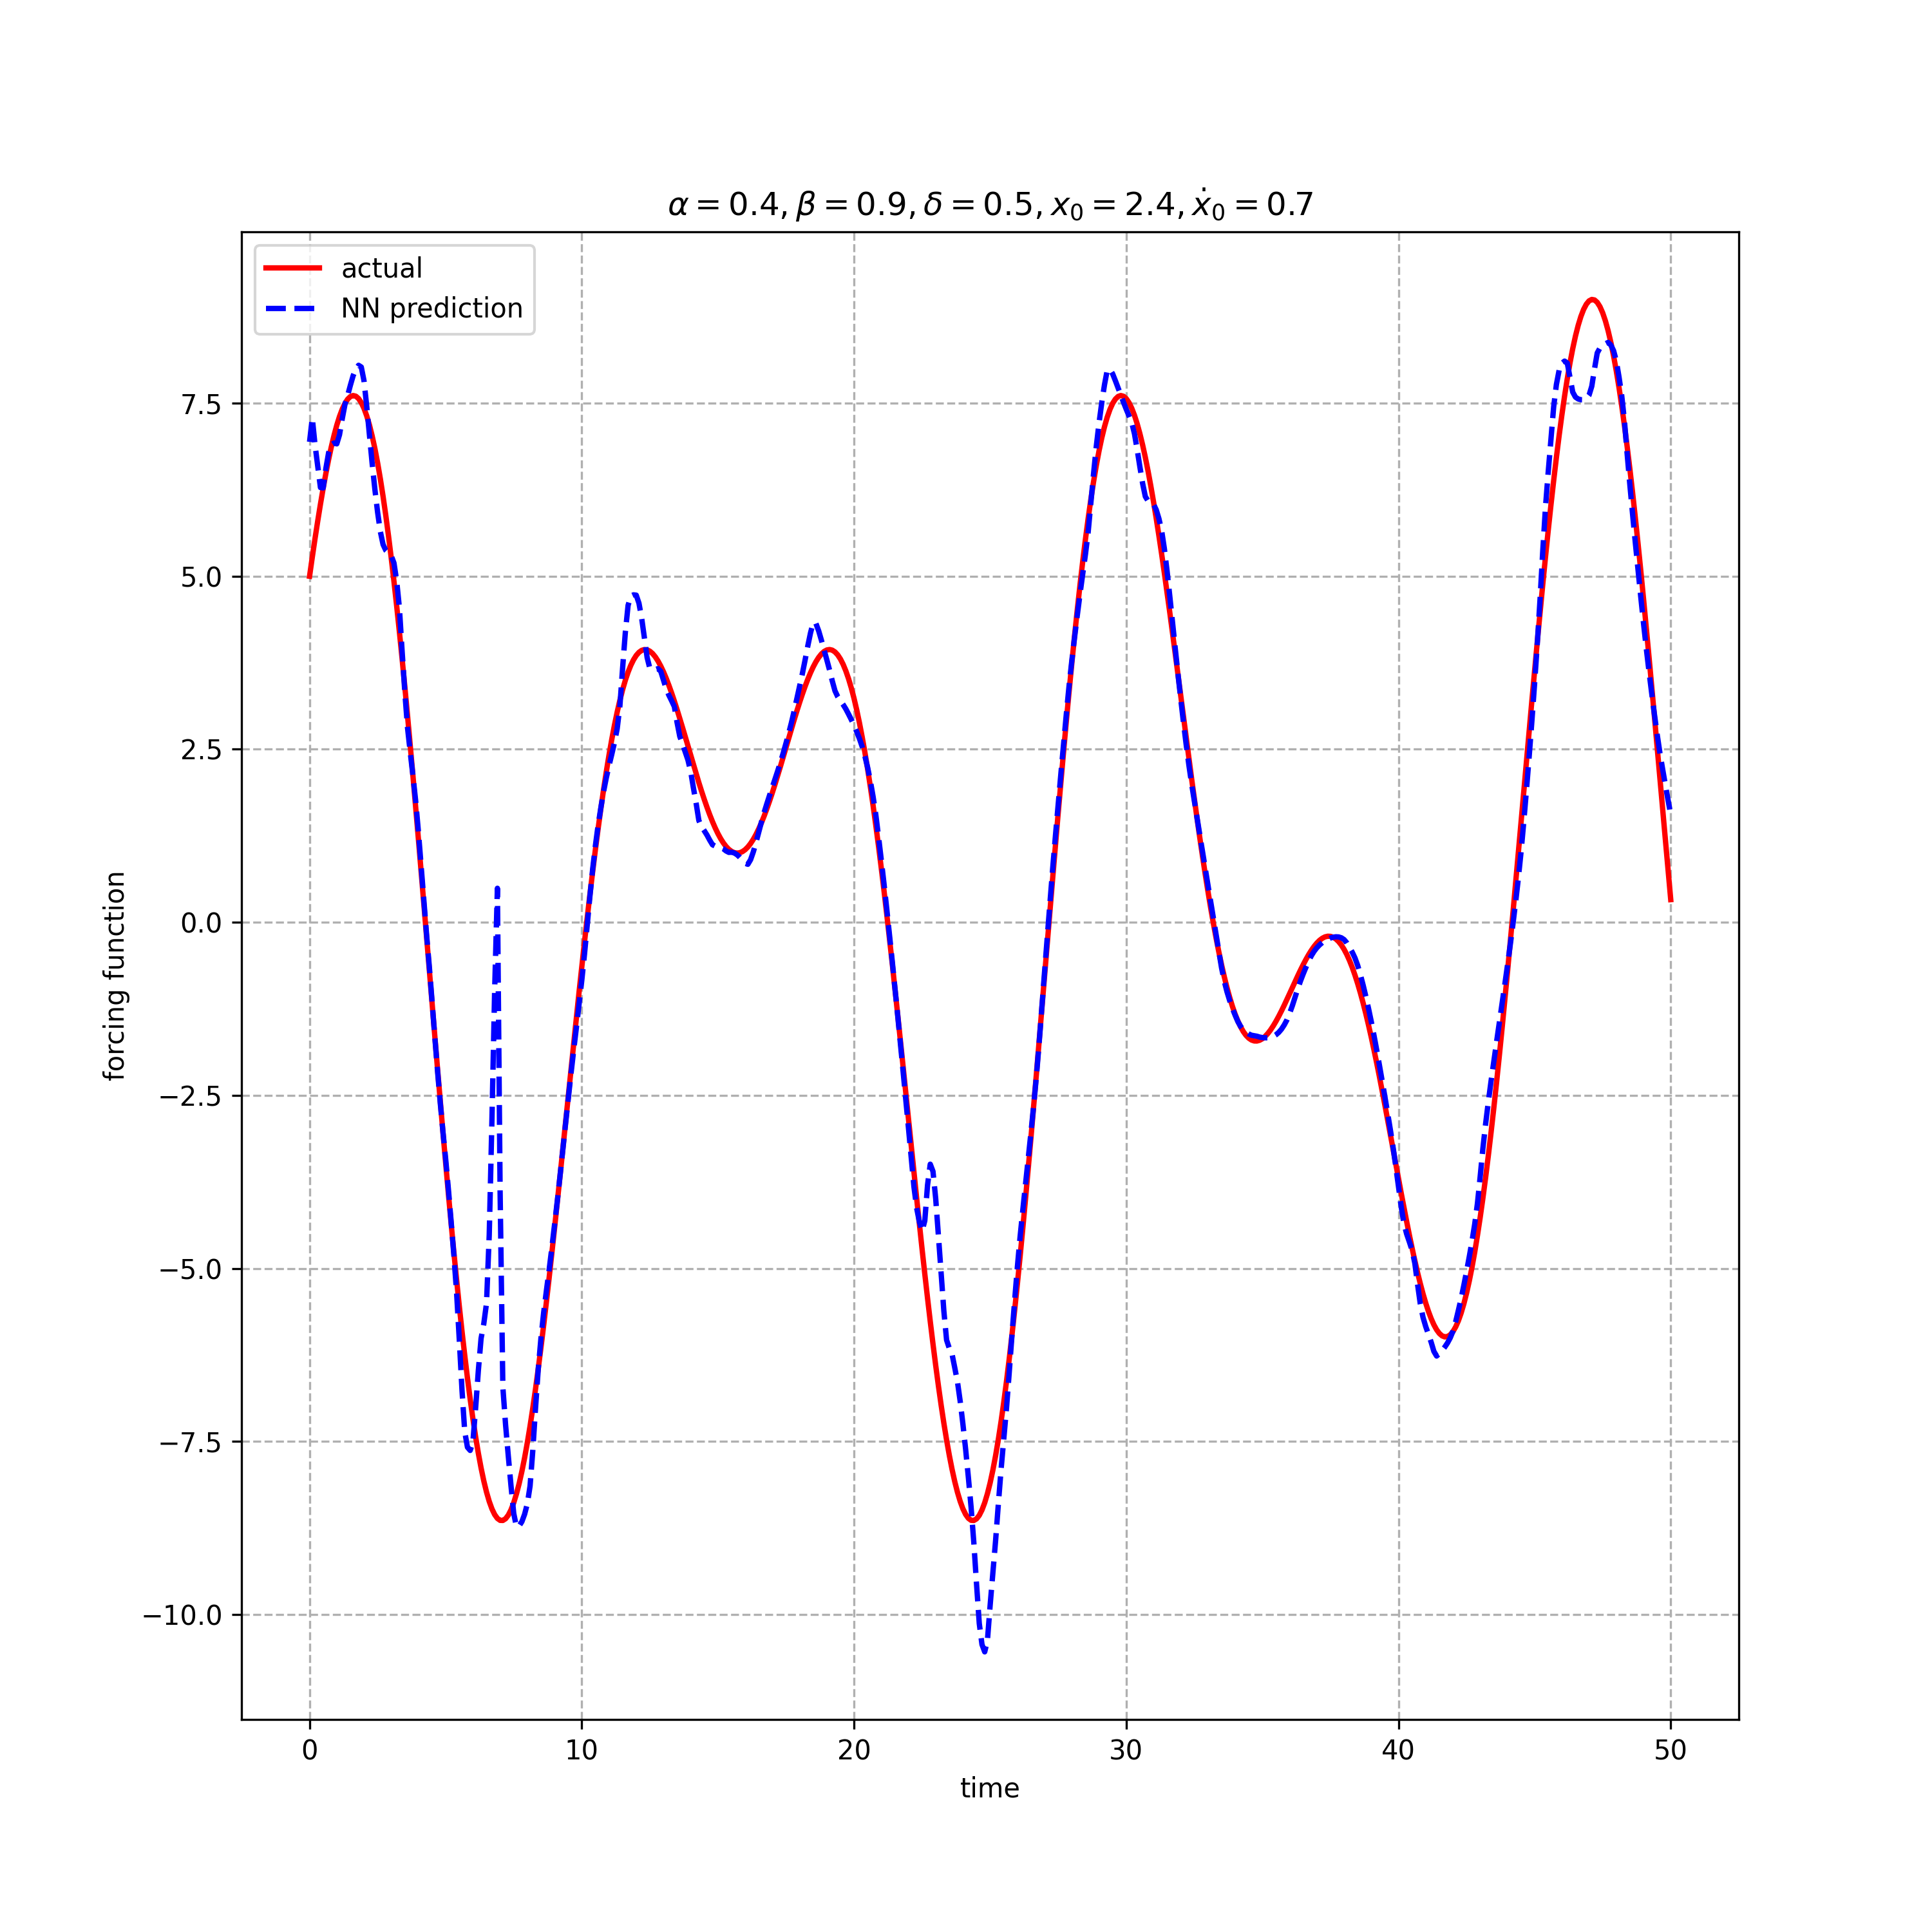 α = 0.4, β = 0.9, δ = 0.5, x₀ = 2.4, ẋ₀ = 0.7
actual
NN prediction
7.5
5.0
2.5
0.0
−2.5
−5.0
−7.5
−10.0
forcing function
0 10 20 30 40 50
time